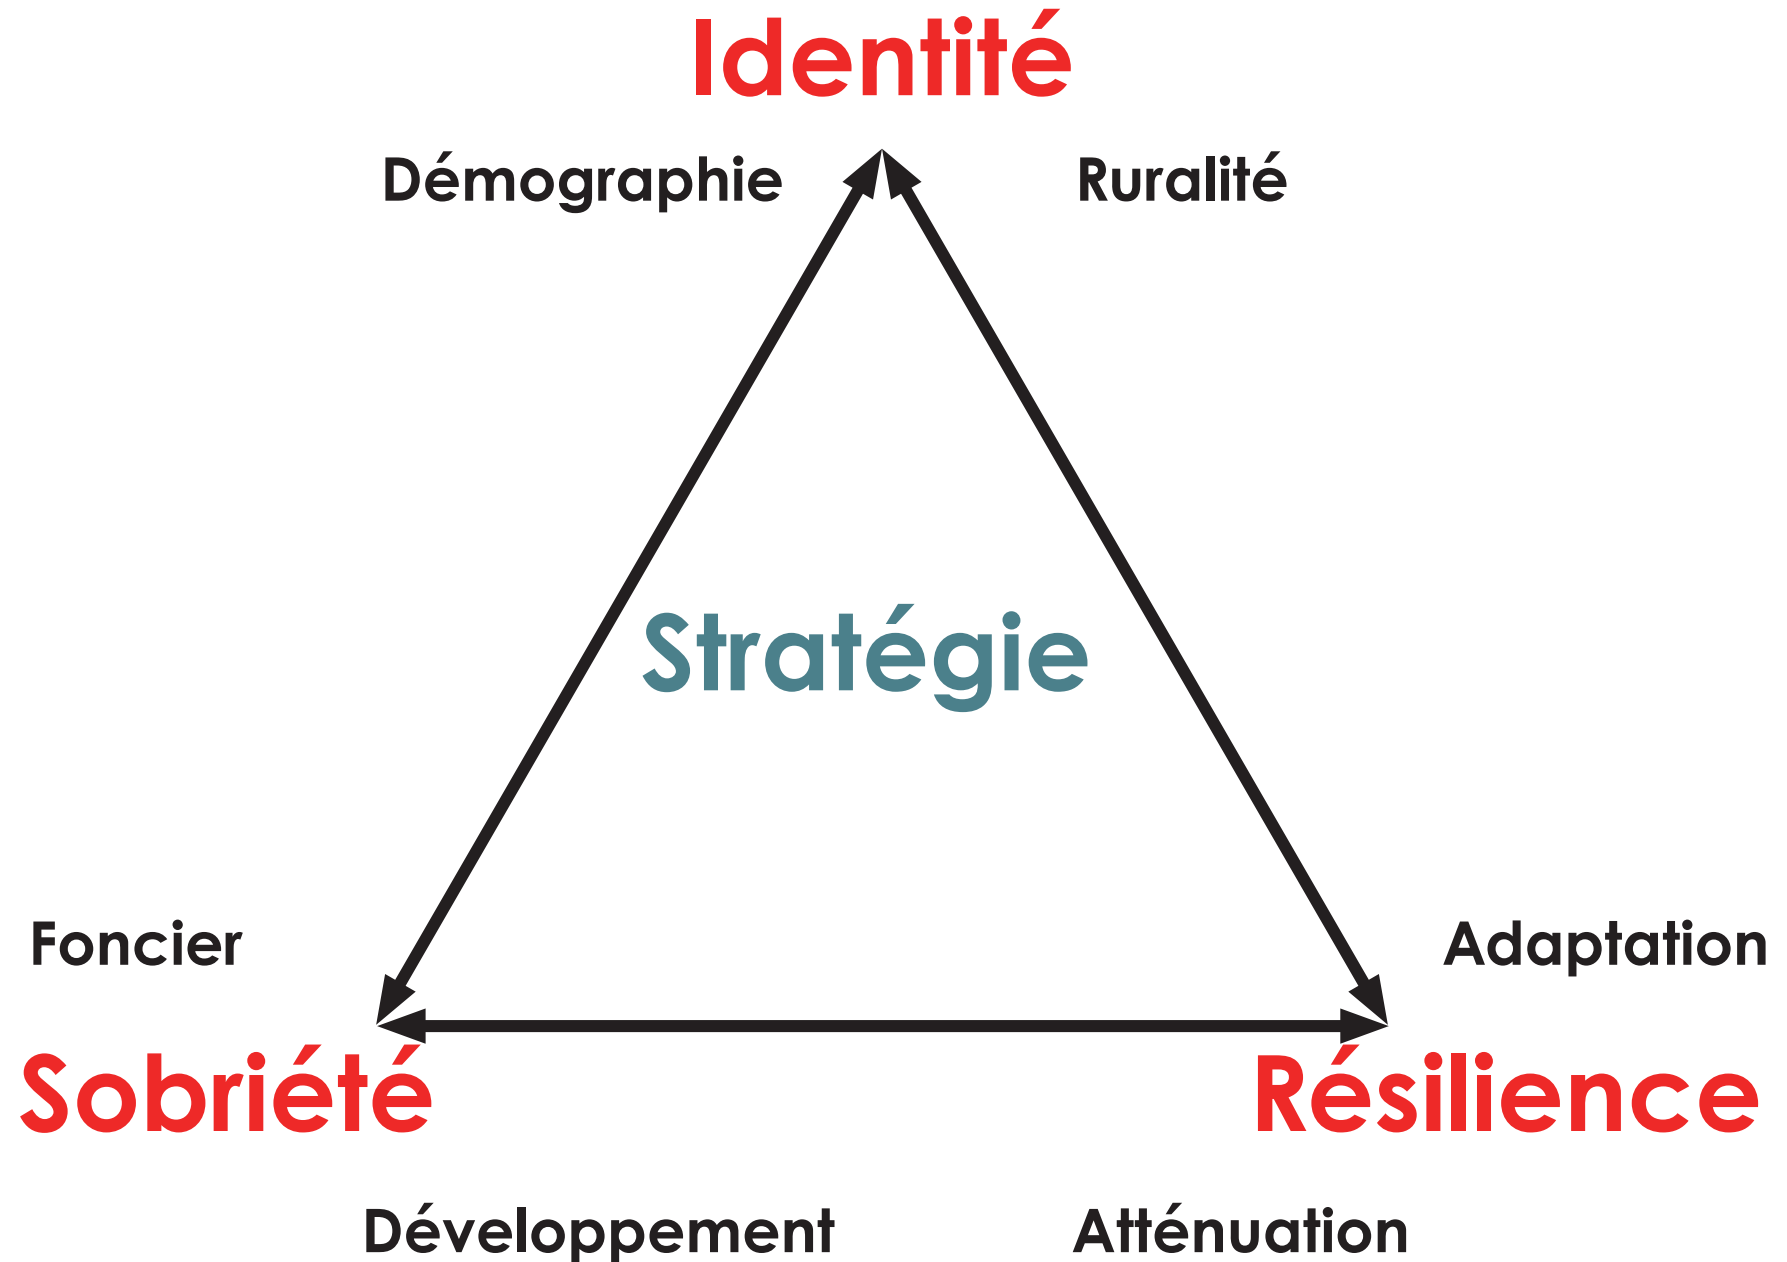 Identité
Démographie
Ruralité
Stratégie
Foncier
Adaptation
Sobriété
Résilience
Développement
Atténuation